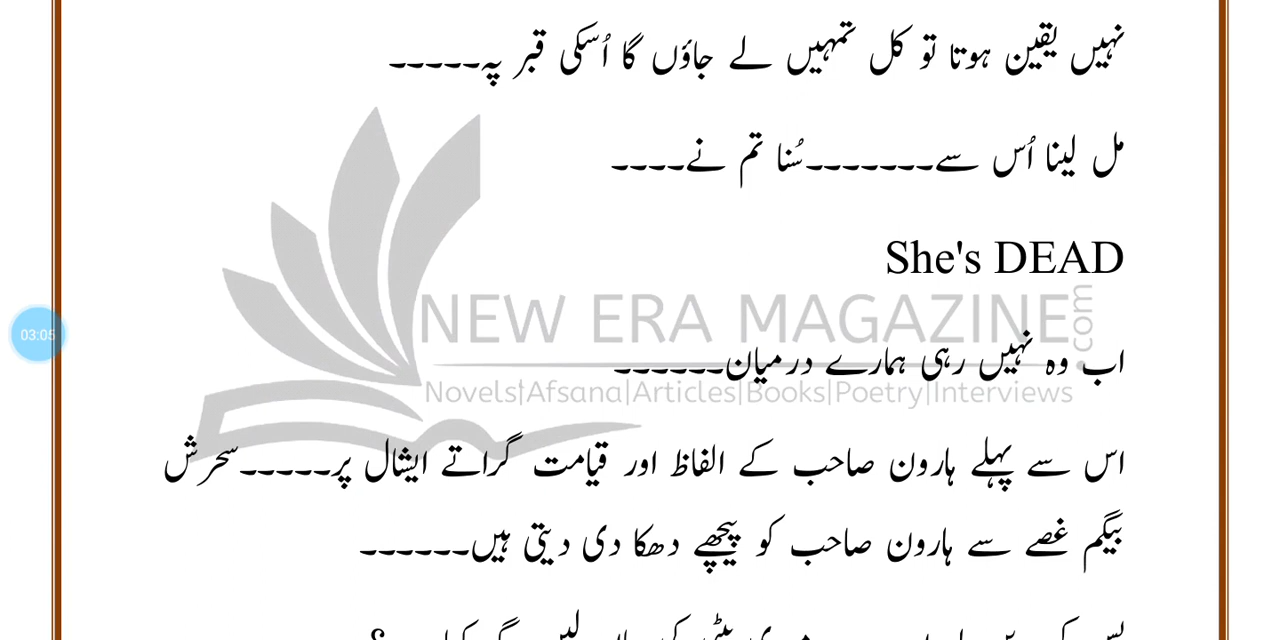 نہیں یقین ہوتا تو کل تمہیں لے جاؤں گا اُسکی قبر پہ-----
مل لینا اُس سے-------سُنا تم نے----
She's DEAD
NEW ERA MAGAZINE.com
اب وہ نہیں رہی ہمارے درمیان------
Novels|Afsana|Articles|Books|Poetry|Interviews
03:05
اس سے پہلے ہارون صاحب کے الفاظ اور قیامت گراتے ایشال پر-----سحرش
بیگم غصے سے ہارون صاحب کو پیچھے دھکا دی دیتی ہیں------